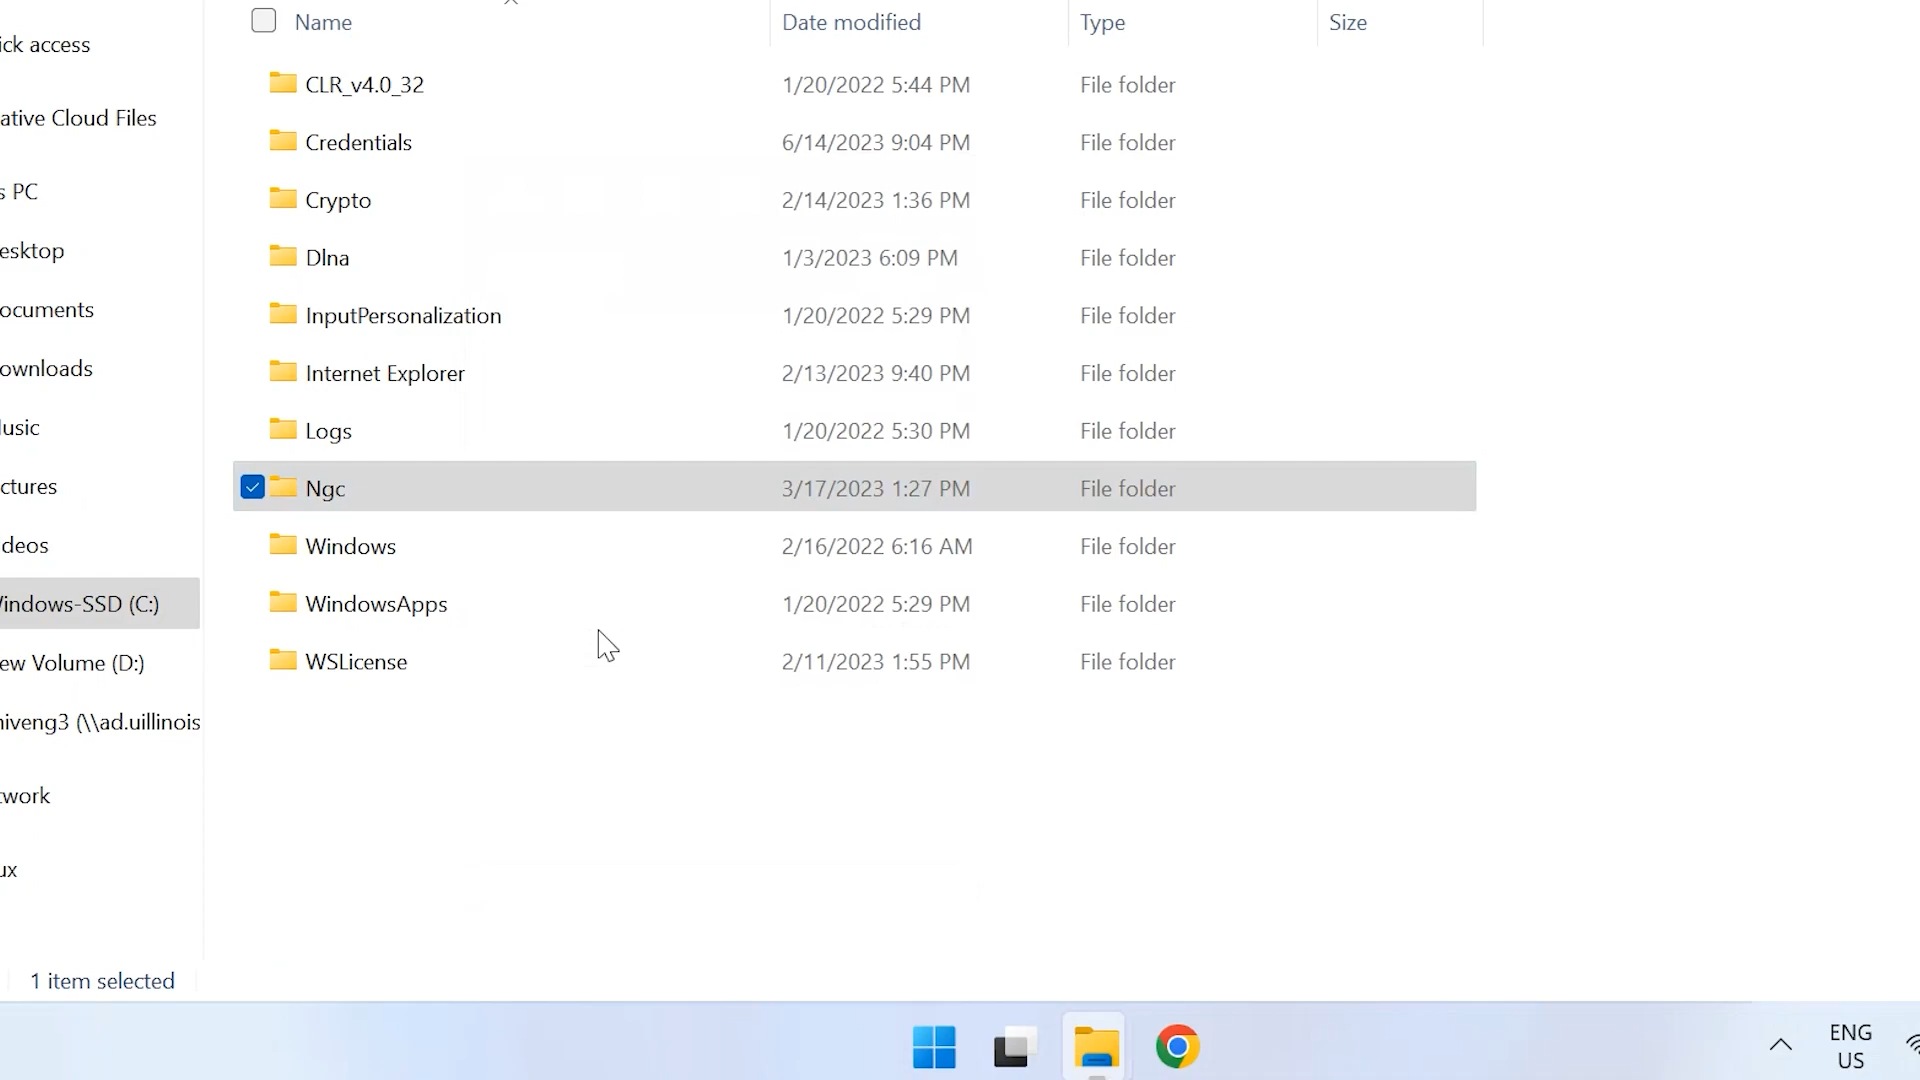 Name Date modified Type Size
CLR_v4.0_32 1/20/2022 5:44 PM File folder
Credentials 6/14/2023 9:04 PM File folder
Crypto 2/14/2023 1:36 PM File folder
Dlna 1/3/2023 6:09 PM File folder
InputPersonalization 1/20/2022 5:29 PM File folder
Internet Explorer 2/13/2023 9:40 PM File folder
Logs 1/20/2022 5:30 PM File folder
Ngc 3/17/2023 1:27 PM File folder
Windows 2/16/2022 6:16 AM File folder
WindowsApps 1/20/2022 5:29 PM File folder
WSLicense 2/11/2023 1:55 PM File folder
ick access
ative Cloud Files
s PC
esktop
ocuments
ownloads
usic
ctures
deos
Windows-SSD (C:)
ew Volume (D:)
niveng3 (\\ad.uillinois
twork
ux
1 item selected
ENG
US